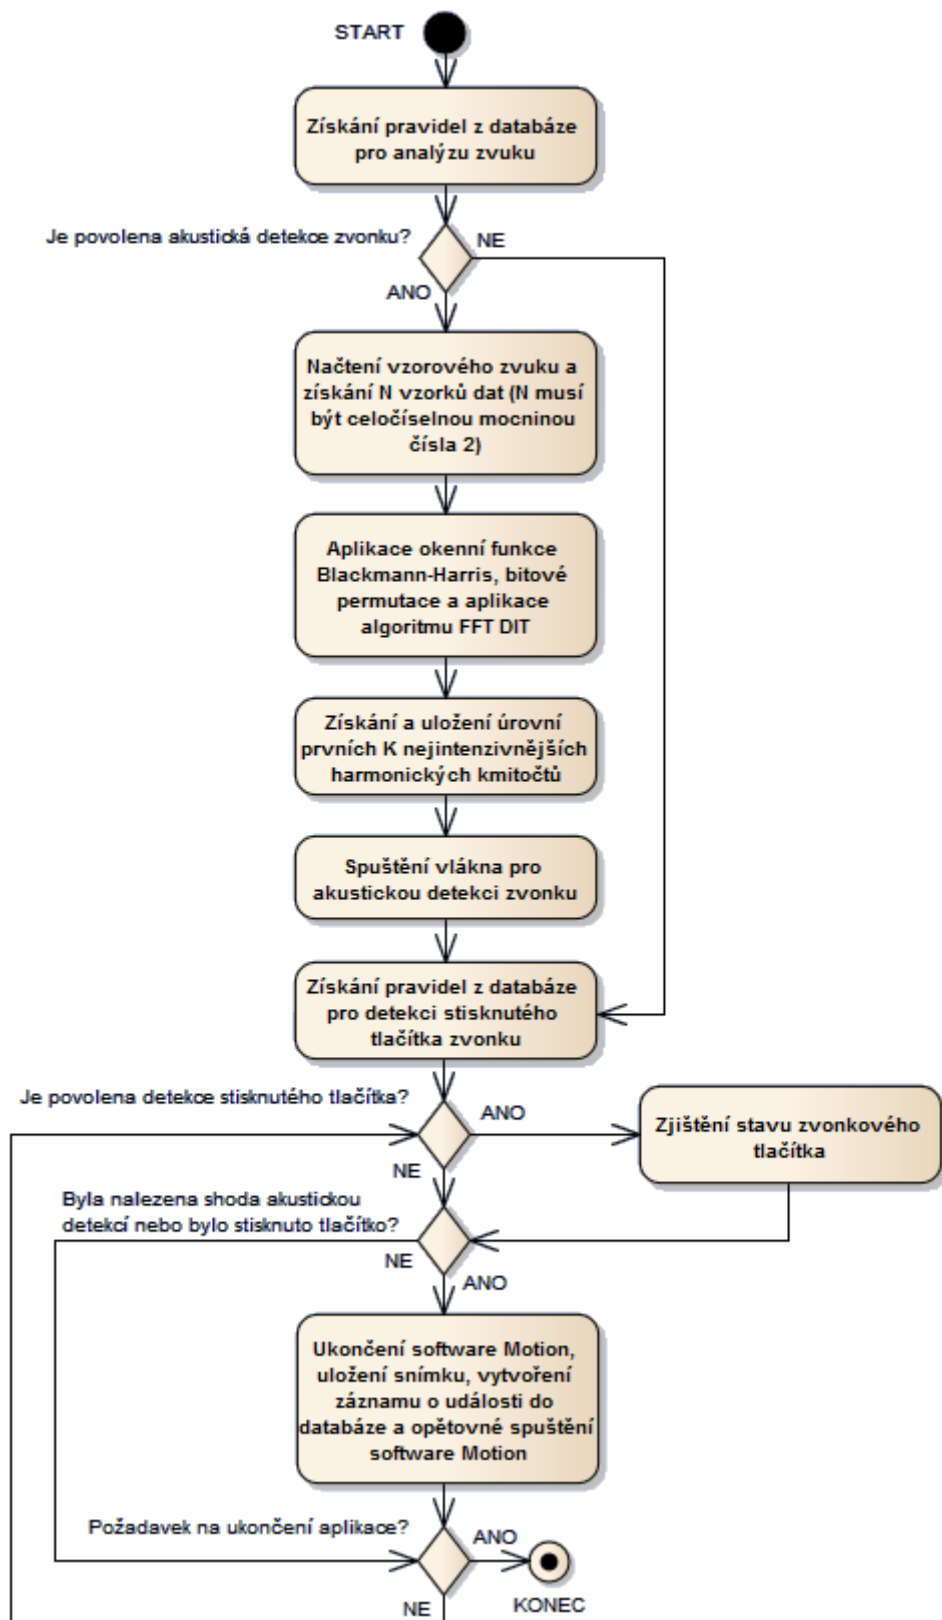 START
Získání pravidel z databáze
pro analýzu zvuku
Je povolena akustická detekce zvonku?
NE
ANO
Načtení vzorového zvuku a
získání N vzorků dat (N musí
být celočíselnou mocninou
čísla 2)
Aplikace okenní funkce
Blackmann-Harris, bitové
permutace a aplikace
algoritmu FFT DIT
Získání a uložení úrovní
prvních K nejintenzivnějších
harmonických kmitočtů
Spuštění vlákna pro
akustickou detekci zvonku
Získání pravidel z databáze
pro detekci stisknutého
tlačítka zvonku
Je povolena detekce stisknutého tlačítka?
ANO
Zjištění stavu zvonkového
tlačítka
NE
Byla nalezena shoda akustickou
detekcí nebo bylo stisknuto tlačítko?
NE
ANO
Ukončení software Motion,
uložení snímku, vytvoření
záznamu o události do
databáze a opětovné spuštění
software Motion
Požadavek na ukončení aplikace?
ANO
NE
KONEC